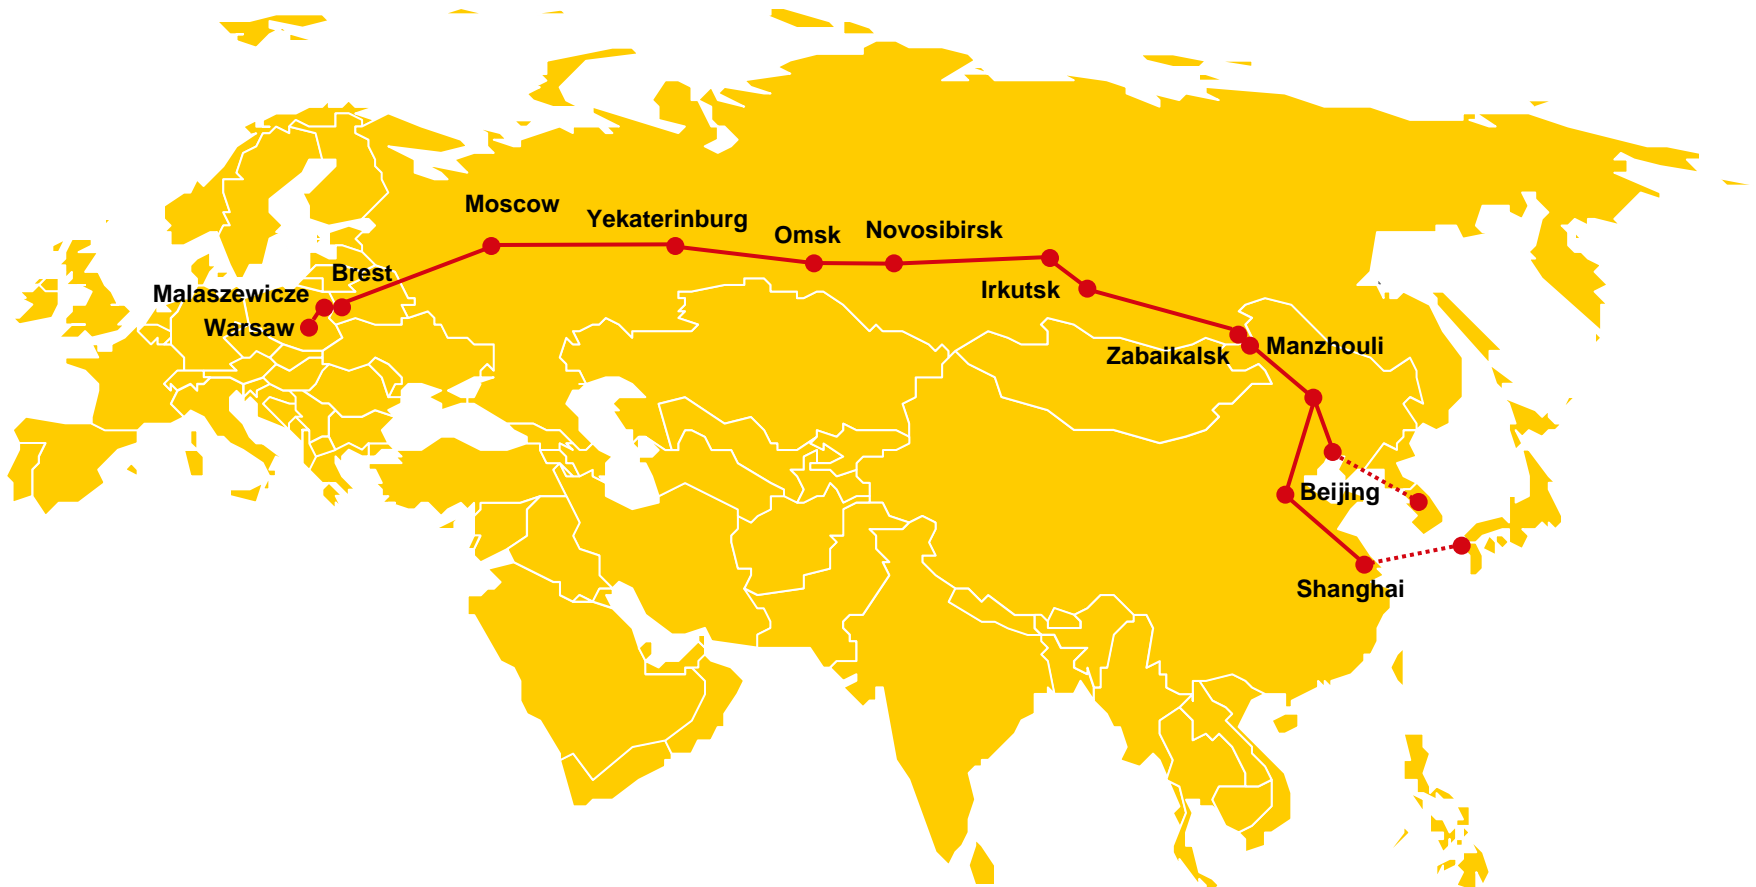 Moscow
Yekaterinburg
Omsk
Novosibirsk
Brest
Malaszewicze
Irkutsk
Warsaw
Zabaikalsk
Manzhouli
Beijing
Shanghai